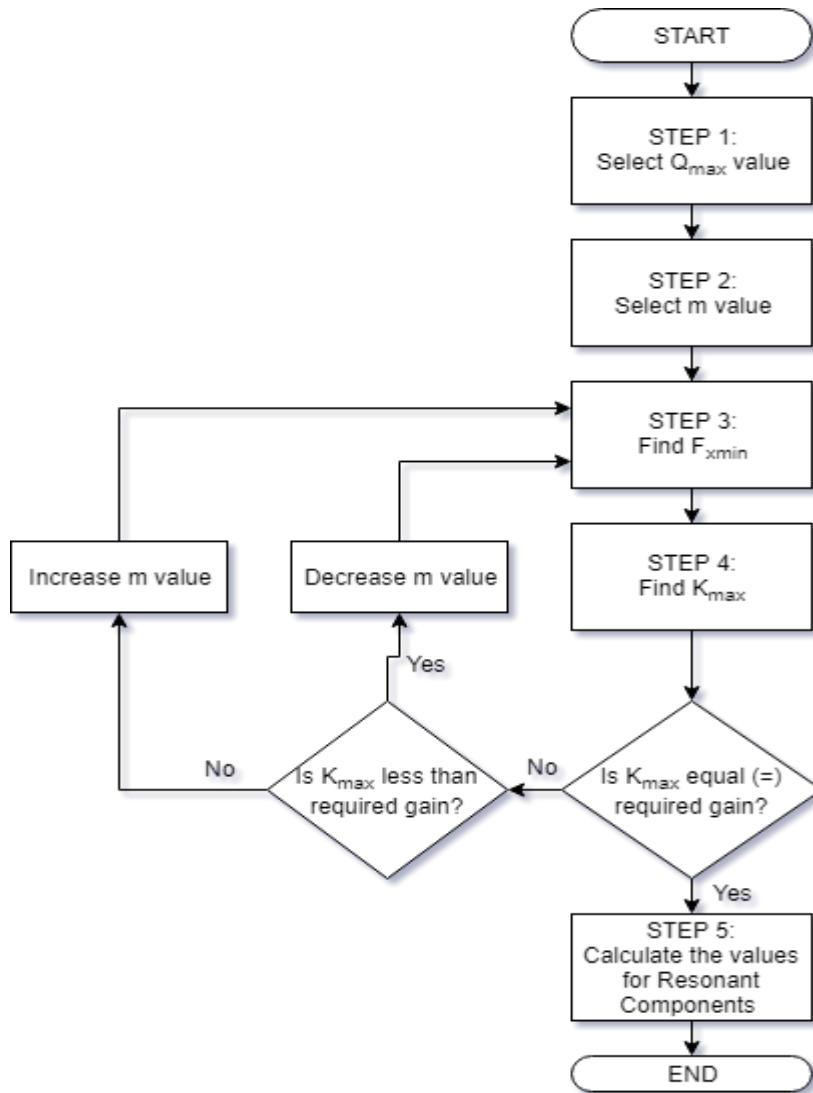 START
STEP 1:
Select Qmax value
STEP 2:
Select m value
STEP 3:
Find Fxmin
Increase m value
Decrease m value
STEP 4:
Find Kmax
Yes
No
Is Kmax less than
required gain?
No
Is Kmax equal (=)
required gain?
Yes
STEP 5:
Calculate the values
for Resonant
Components
END